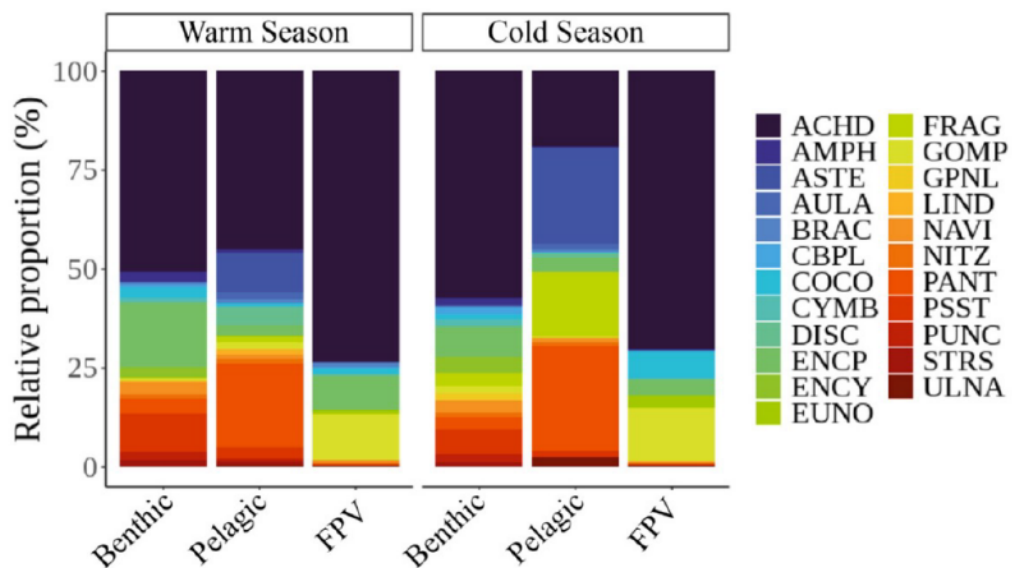 Warm Season
Cold Season
Relative proportion (%)
100
75
50
25
0
Benthic
Pelagic
FPV
Benthic
Pelagic
FPV
ACHD
AMPH
ASTE
AULA
BRAC
CBPL
COCO
CYMB
DISC
ENCP
ENCY
EUNO
FRAG
GOMP
GPNL
LIND
NAVI
NITZ
PANT
PSST
PUNC
STRS
ULNA